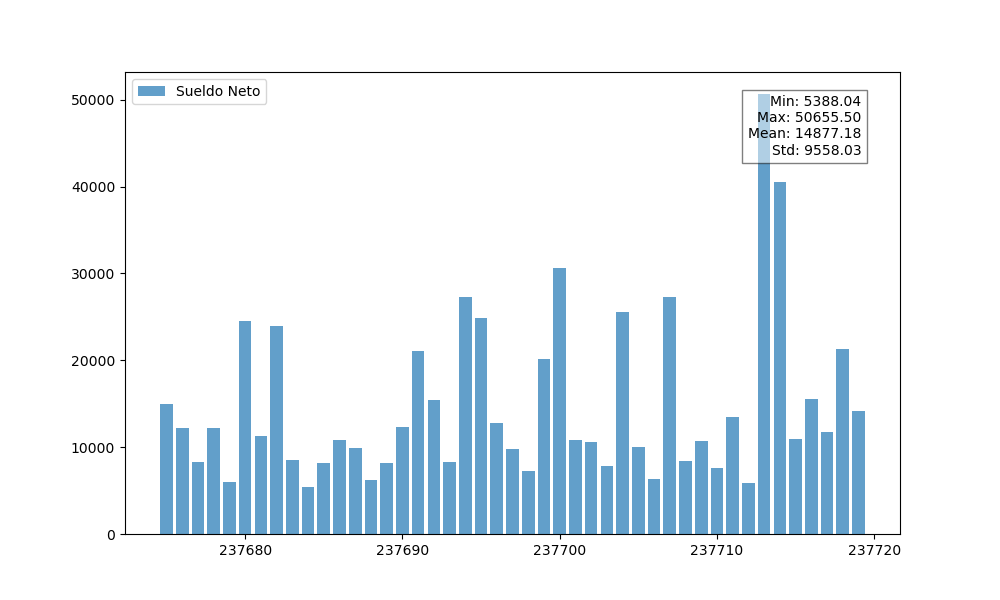 Sueldo Neto
Min: 5388.04
Max: 50655.50
Mean: 14877.18
Std: 9558.03
50000
40000
30000
20000
10000
0
237680
237690
237700
237710
237720